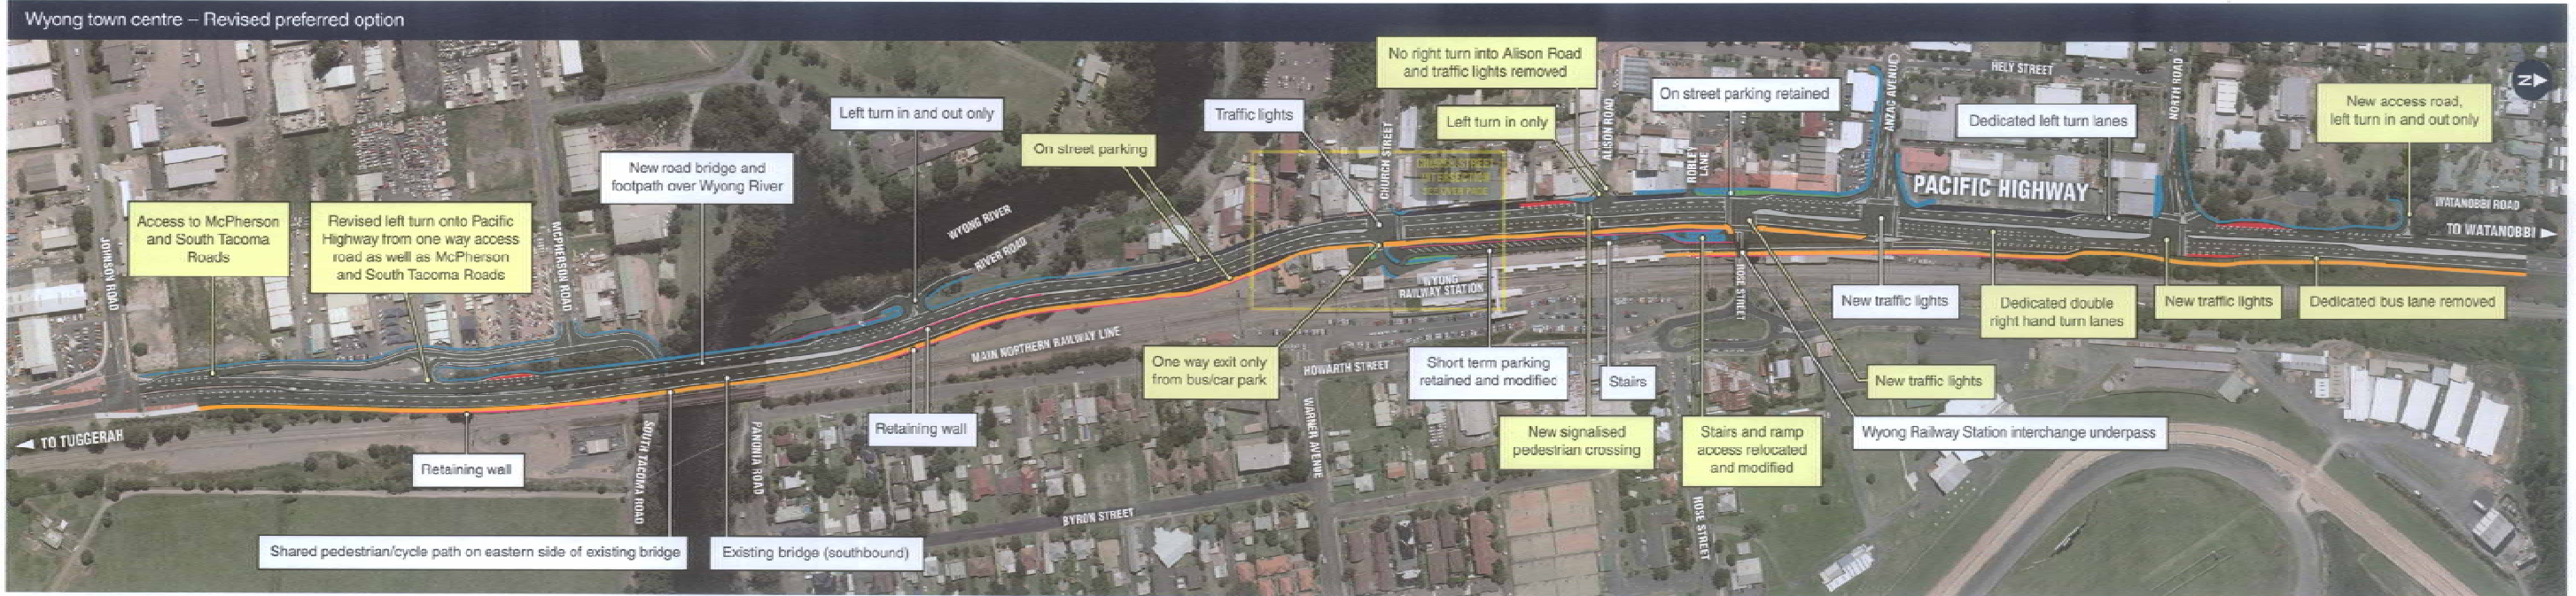 Wyong town centre – Revised preferred option
No right turn into Alison Road
and traffic lights removed
HELY STREET
N
On street parking retained
New access road,
left turn in and out only
Left turn in and out only
Traffic lights
Left turn in only
Dedicated left turn lanes
ANZAC AVENUE
NORTH ROAD
ALISON ROAD
CHURCH STREET
ROBLEY
LANE
On street parking
New road bridge and
footpath over Wyong River
CHURCH STREET
INTERSECTION
SEE OVER PAGE
PACIFIC HIGHWAY
WATANOBBI ROAD
TO WATANOBBI
Access to McPherson
and South Tacoma
Roads
Revised left turn onto Pacific
Highway from one way access
road as well as McPherson
and South Tacoma Roads
JOHNSON ROAD
MCPHERSON ROAD
WYONG RIVER
RIVER ROAD
WYONG
RAILWAY STATION
ROSE STREET
New traffic lights
Dedicated double
right hand turn lanes
New traffic lights
Dedicated bus lane removed
MAIN NORTHERN RAILWAY LINE
One way exit only
from bus/car park
HOWARTH STREET
Short term parking
retained and modified
Stairs
New traffic lights
TO TUGGERAH
Retaining wall
Retaining wall
SOUTH TACOMA ROAD
PANONIA ROAD
WARNER AVENUE
New signalised
pedestrian crossing
Stairs and ramp
access relocated
and modified
Wyong Railway Station interchange underpass
BYRON STREET
ROSE STREET
Shared pedestrian/cycle path on eastern side of existing bridge
Existing bridge (southbound)